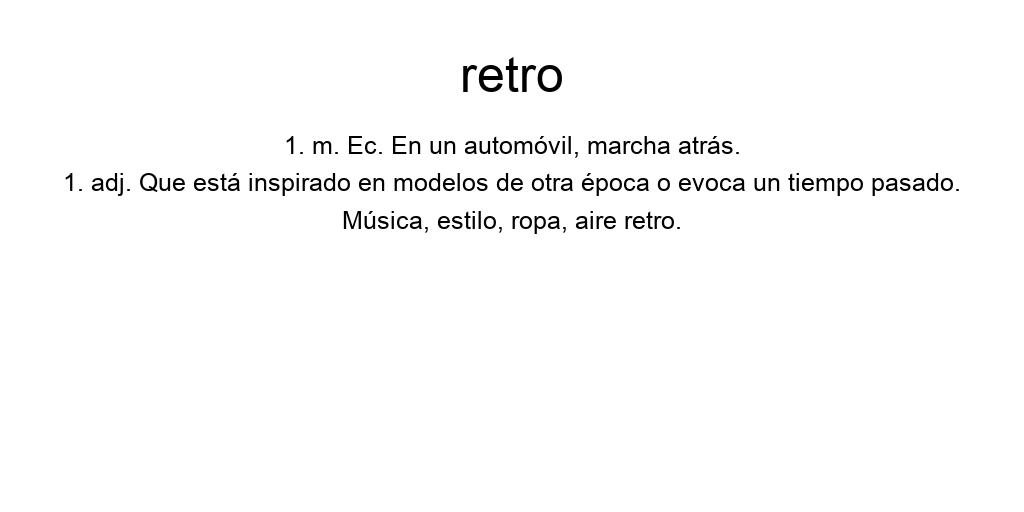 retro
1. m. Ec. En un automóvil, marcha atrás.
1. adj. Que está inspirado en modelos de otra época o evoca un tiempo pasado.
Música, estilo, ropa, aire retro.